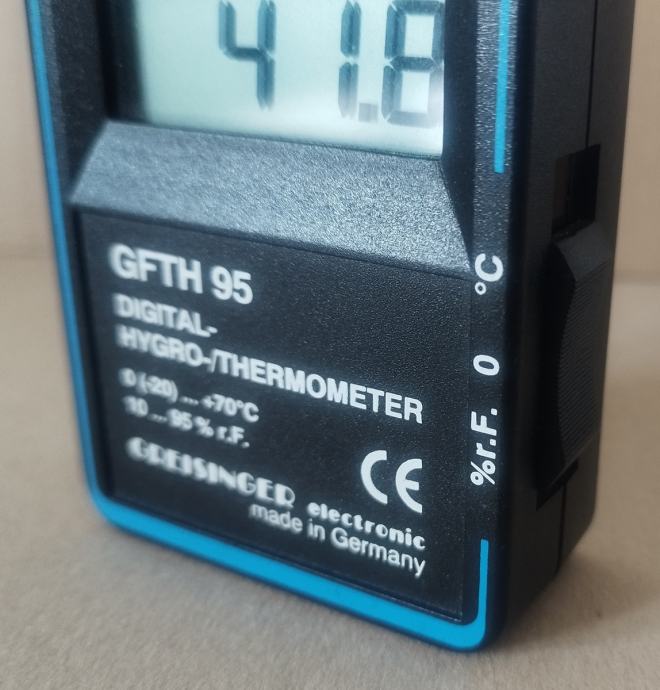 41.8
GFTH 95
DIGITAL-
HYGRO-/THERMOMETER
0 (-20) ... +70°C
10 ... 95 % r.F.
CE
GREISINGER electronic
made in Germany
%r.F. 0 °C